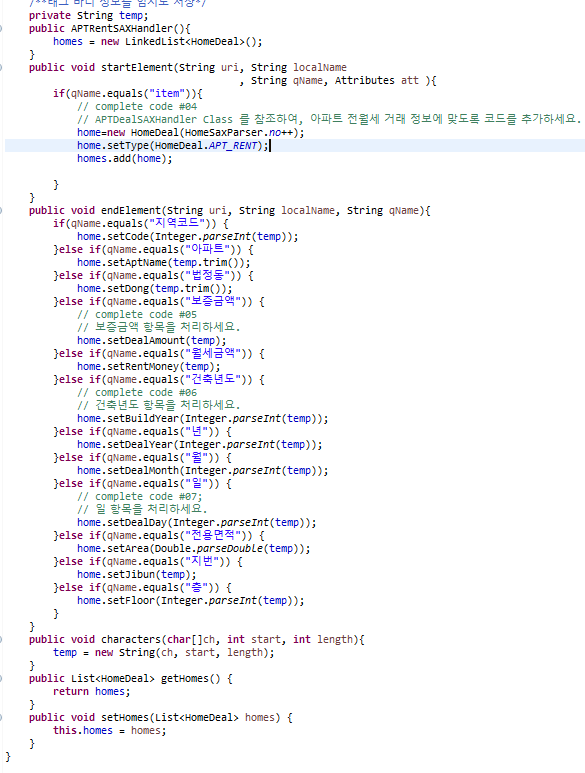 /**태그 바디 정보를 임시로 저장*/
private String temp;
public APTRentSAXHandler(){
homes = new LinkedList<HomeDeal>();
}
public void startElement(String uri, String localName
, String qName, Attributes att ){
if(qName.equals("item")){
// complete code #04
// APTDealSAXHandler Class 를 참조하여, 아파트 전월세 거래 정보에 맞도록 코드를 추가하세요.
home=new HomeDeal(HomeSaxParser.no++);
home.setType(HomeDeal.APT_RENT);
homes.add(home);
}
}
public void endElement(String uri, String localName, String qName){
if(qName.equals("지역코드")) {
home.setCode(Integer.parseInt(temp));
}else if(qName.equals("아파트")) {
home.setAptName(temp.trim());
}else if(qName.equals("법정동")) {
home.setDong(temp.trim());
}else if(qName.equals("보증금액")) {
// complete code #05
// 보증금액 항목을 처리하세요.
home.setDealAmount(temp);
}else if(qName.equals("월세금액")) {
home.setRentMoney(temp);
}else if(qName.equals("건축년도")) {
// complete code #06
// 건축년도 항목을 처리하세요.
home.setBuildYear(Integer.parseInt(temp));
}else if(qName.equals("년")) {
home.setDealYear(Integer.parseInt(temp));
}else if(qName.equals("월")) {
home.setDealMonth(Integer.parseInt(temp));
}else if(qName.equals("일")) {
// complete code #07;
// 일 항목을 처리하세요.
home.setDealDay(Integer.parseInt(temp));
}else if(qName.equals("전용면적")) {
home.setArea(Double.parseDouble(temp));
}else if(qName.equals("지번")) {
home.setJibun(temp);
}else if(qName.equals("층")) {
home.setFloor(Integer.parseInt(temp));
}
}
public void characters(char[]ch, int start, int length){
temp = new String(ch, start, length);
}
public List<HomeDeal> getHomes() {
return homes;
}
public void setHomes(List<HomeDeal> homes) {
this.homes = homes;
}
}